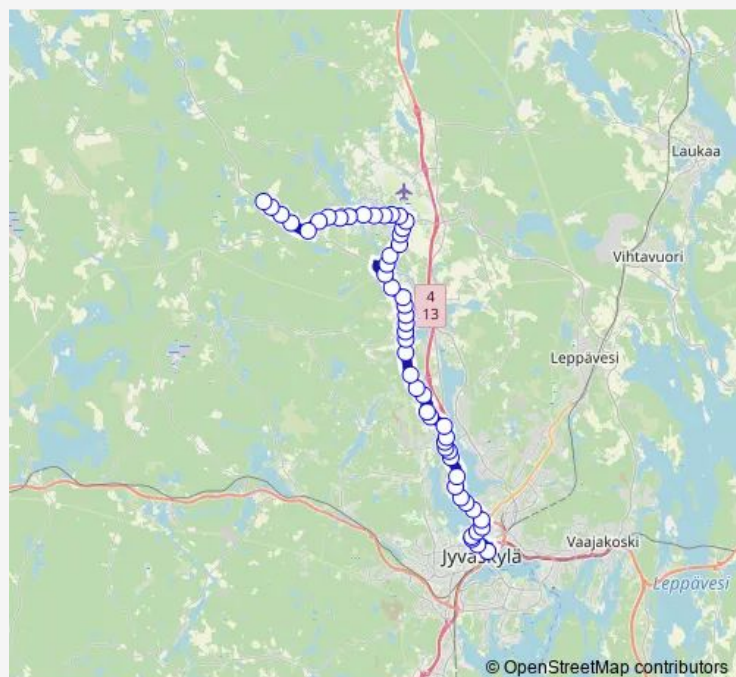 Laukaa
Vihtavuori
4
13
Leppävesi
Vaajakoski
Jyväskylä
Leppävesi
© OpenStreetMap contributors